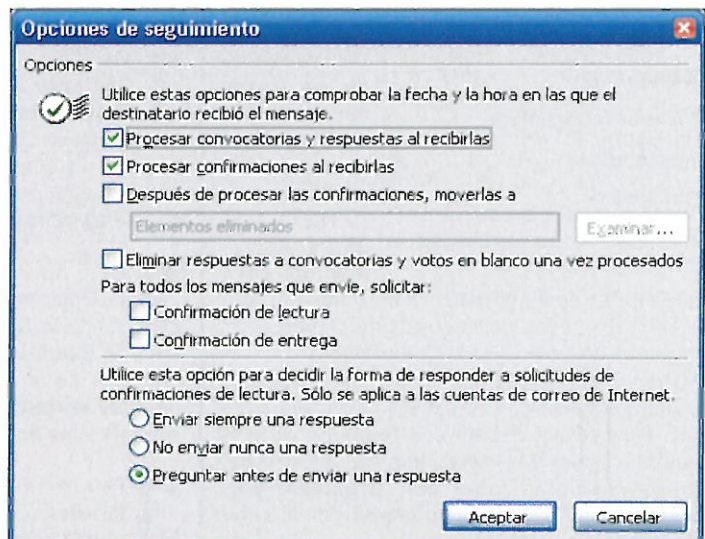 Opciones de seguimiento
Opciones
Utilice estas opciones para comprobar la fecha y la hora en las que el
destinatario recibió el mensaje.
Procesar convocatorias y respuestas al recibirlas
Procesar confirmaciones al recibirlas
Después de procesar las confirmaciones, moverlas a
Elementos eliminados
Examinar...
Eliminar respuestas a convocatorias y votos en blanco una vez procesados
Para todos los mensajes que envíe, solicitar:
Confirmación de lectura
Confirmación de entrega
Utilice esta opción para decidir la forma de responder a solicitudes de
confirmaciones de lectura. Sólo se aplica a las cuentas de correo de Internet.
Enviar siempre una respuesta
No enviar nunca una respuesta
Preguntar antes de enviar una respuesta
Aceptar
Cancelar